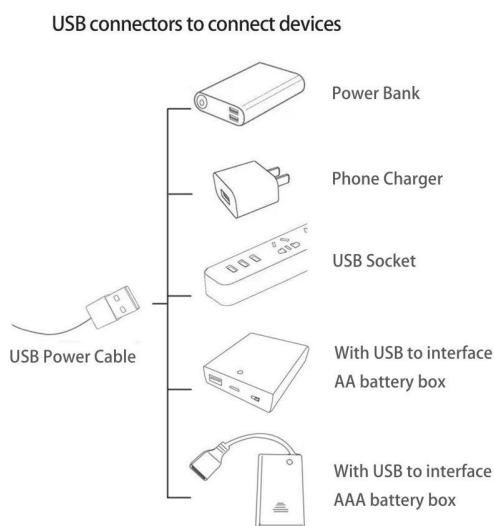 USB connectors to connect devices
Power Bank
Phone Charger
USB Socket
USB Power Cable
With USB to interface
AA battery box
With USB to interface
AAA battery box